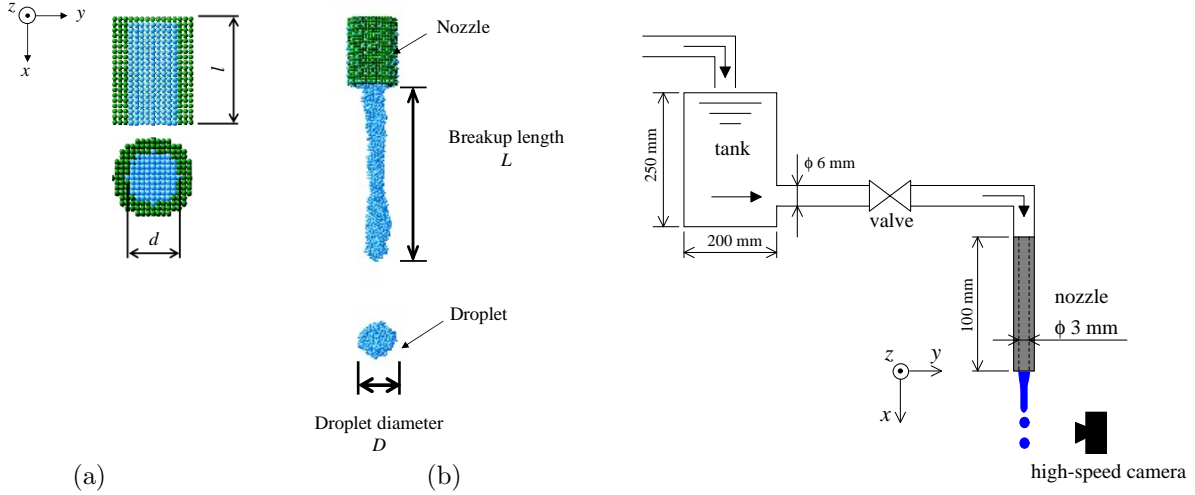 z
y
x
l
d
(a)
Nozzle
Breakup length
L
Droplet
Droplet diameter
D
(b)
250 mm
tank
200 mm
ϕ 6 mm
valve
100 mm
nozzle
ϕ 3 mm
z
y
x
high-speed camera